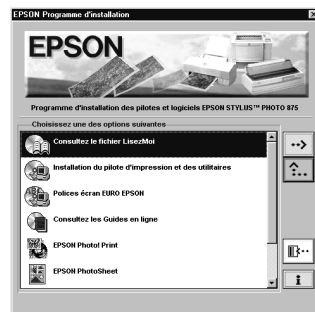 EPSON Programme d'installation
EPSON
Programme d'installation des pilotes et logiciels EPSON STYLUS™ PHOTO 875
Choisissez une des options suivantes
Consultez le fichier LisezMoi
Installation du pilote d'impression et des utilitaires
Polices écran EURO EPSON
Consultez les Guides en ligne
EPSON Photo! Print
EPSON PhotoSheet